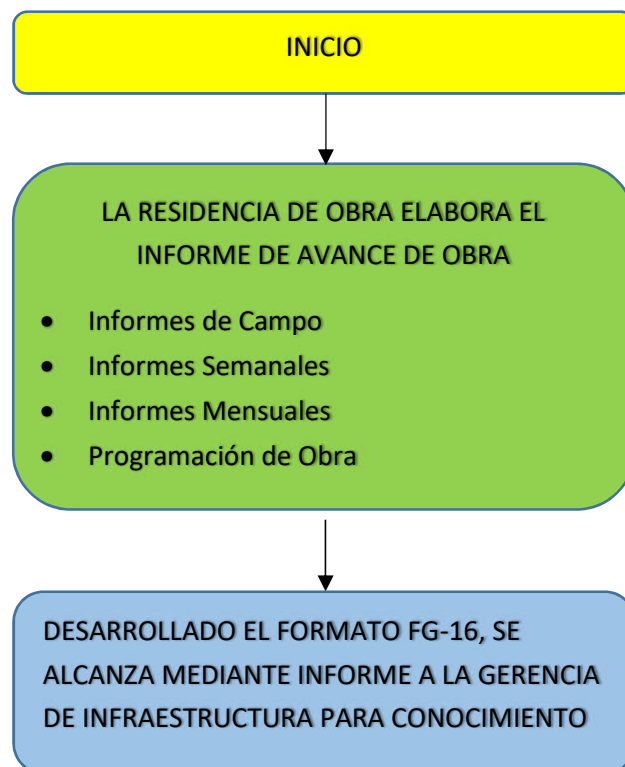 INICIO
LA RESIDENCIA DE OBRA ELABORA EL
INFORME DE AVANCE DE OBRA
• Informes de Campo
• Informes Semanales
• Informes Mensuales
• Programación de Obra
DESARROLLADO EL FORMATO FG-16, SE
ALCANZA MEDIANTE INFORME A LA GERENCIA
DE INFRAESTRUCTURA PARA CONOCIMIENTO